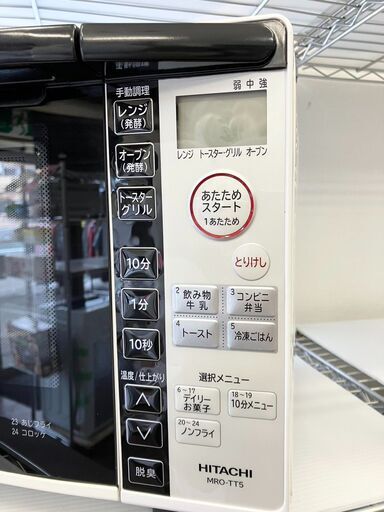 手動調理
弱 中 強
レンジ
(発酵)
レンジ トースター・グリル オーブン
オーブン
(発酵)
トースター
グリル
あたため
スタート
1あたため
とりけし
10分
1分
10秒
2 飲み物
牛乳
3 コンビニ
弁当
4 トースト
5 冷凍ごはん
温度/仕上がり
選択メニュー
6～17
デイリー
お菓子
18～19
10分メニュー
20～24
ノンフライ
23 あじフライ
24 コロッケ
脱臭
HITACHI
MRO-TT5